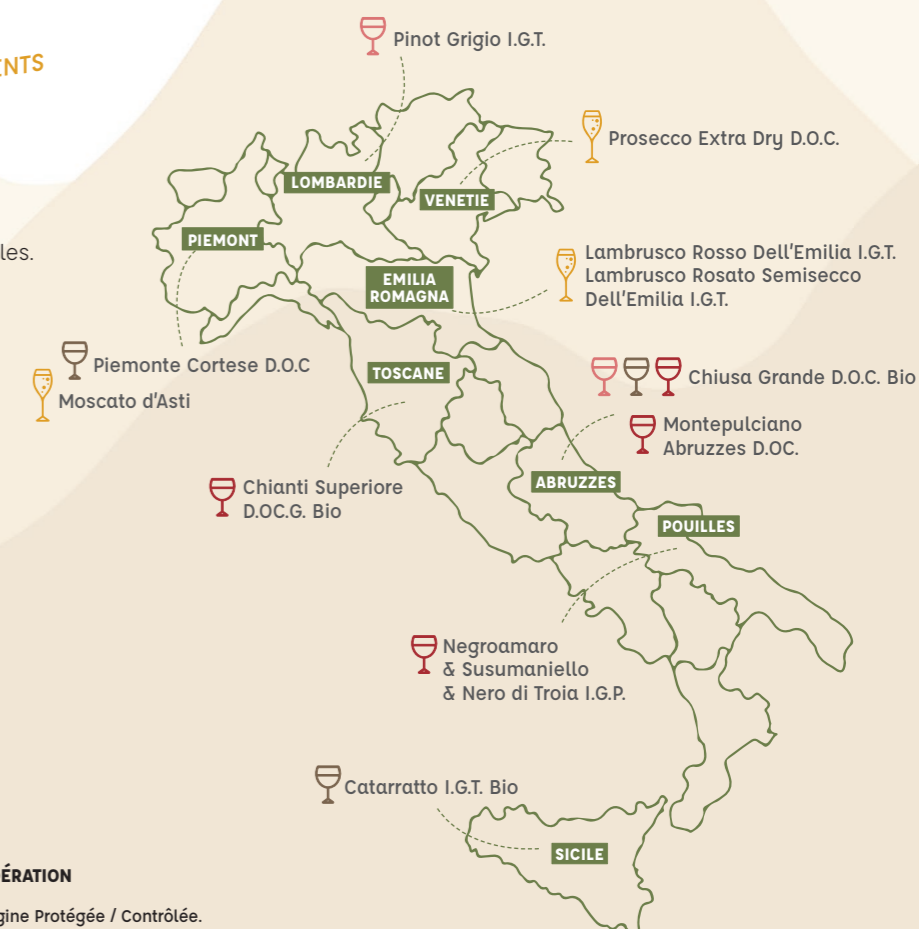 Pinot Grigio I.G.T.
ENTS
Prosecco Extra Dry D.O.C.
LOMBARDIE
VENETIE
PIEMONT
les.
Lambrusco Rosso Dell'Emilia I.G.T.
Lambrusco Rosato Semisecco
Dell'Emilia I.G.T.
EMILIA
ROMAGNA
Piemonte Cortese D.O.C
Moscato d'Asti
TOSCANE
Chiusa Grande D.O.C. Bio
Montepulciano
Abruzzes D.OC.
ABRUZZES
Chianti Superiore
D.OC.G. Bio
POUILLES
Negroamaro
& Susumaniello
& Nero di Troia I.G.P.
Catarratto I.G.T. Bio
SICILE
ÉRATION
gine Protégée / Contrôlée.